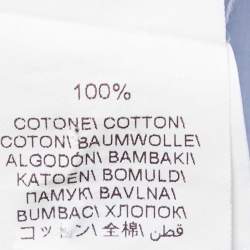 100%
COTONE\ COTTON\
COTON\ BAUMWOLLE\
ALGODÓN\ BAMBAKI\
KATOEN\ BOMULD\
ПАМУК\ BAVLNA\
BUMBAC\ ХЛОПОК\
コットン\ 全棉\ قطن